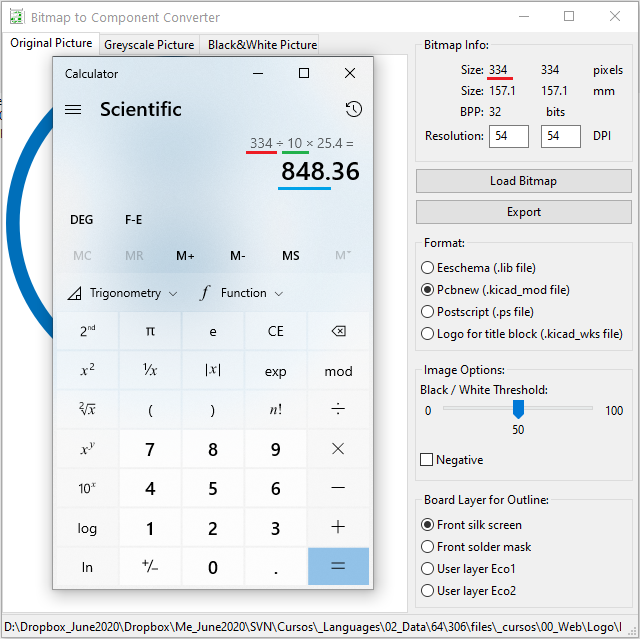 Bitmap to Component Converter
Original Picture Greyscale Picture Black&White Picture
Calculator
Scientific
334 ÷ 10 × 25.4 =
848.36
DEG F-E
MC MR M+ M- MS M˅
Trigonometry Function
2ⁿᵈ π e CE
x² ¹/x |x| exp mod
²√x ( ) n! ÷
xʸ 7 8 9 ×
10ˣ 4 5 6 −
log 1 2 3 +
ln +/− 0 . =
Bitmap Info:
Size: 334 334 pixels
Size: 157.1 157.1 mm
BPP: 32 bits
Resolution: 54 54 DPI
Load Bitmap
Export
Format:
Eeschema (.lib file)
Pcbnew (.kicad_mod file)
Postscript (.ps file)
Logo for title block (.kicad_wks file)
Image Options:
Black / White Threshold:
0 100
50
Negative
Board Layer for Outline:
Front silk screen
Front solder mask
User layer Eco1
User layer Eco2
D:\Dropbox_June2020\Dropbox\Me_June2020\SVN\Cursos\_Languages\02_Data\64\306\files\_cursos\00_Web\Logo\